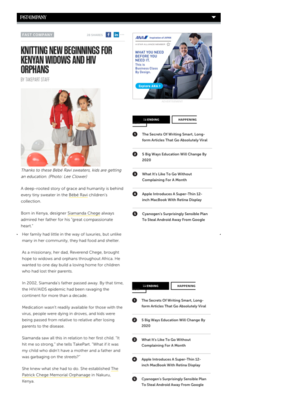 FAST COMPANY
FAST COMPANY
KNITTING NEW BEGINNINGS FOR
KENYAN WIDOWS AND HIV
ORPHANS
BY TAKEPART STAFF
Thanks to these Bébé Ravi sweaters, kids are getting
an education. (Photo: Lee Clower)
A deep-rooted story of grace and humanity is behind
every tiny sweater in the Bébé Ravi children's
collection.
Born in Kenya, designer Siamanda Chege always
admired her father for his "great compassionate
heart."
Her family had little in the way of luxuries, but unlike
many in her community, they had food and shelter.
As a missionary, her dad, Reverend Chege, brought
hope to widows and orphans throughout Africa. He
wanted to one day build a loving home for children
who had lost their parents.
In 2002, Siamanda's father passed away. By this time,
the HIV/AIDS epidemic had been ravaging the
continent for more than a decade.
Medication wasn't readily available for those with the
virus, people were dying in droves, and kids were
being passed from relative to relative after losing
parents to the disease.
Siamanda saw all this in relation to her first child. "It
hit me so strong," she tells TakePart. "What if it was
my child who didn't have a mother and a father and
was garbaging on the streets?"
She knew what she had to do. She established The
Patrick Chege Memorial Orphanage in Nakuru,
Kenya.
WHAT YOU NEED
BEFORE YOU
NEED IT.
This is
Business Class
By Design.
TRENDING
HAPPENING
1 The Secrets Of Writing Smart, Long-
form Articles That Go Absolutely Viral
2 5 Big Ways Education Will Change By
2020
3 What It's Like To Go Without
Complaining For A Month
4 Apple Introduces A Super-Thin 12-
inch MacBook With Retina Display
5 Cyanogen's Surprisingly Sensible Plan
To Steal Android Away From Google
TRENDING
HAPPENING
1 The Secrets Of Writing Smart, Long-
form Articles That Go Absolutely Viral
2 5 Big Ways Education Will Change By
2020
3 What It's Like To Go Without
Complaining For A Month
4 Apple Introduces A Super-Thin 12-
inch MacBook With Retina Display
5 Cyanogen's Surprisingly Sensible Plan
To Steal Android Away From Google